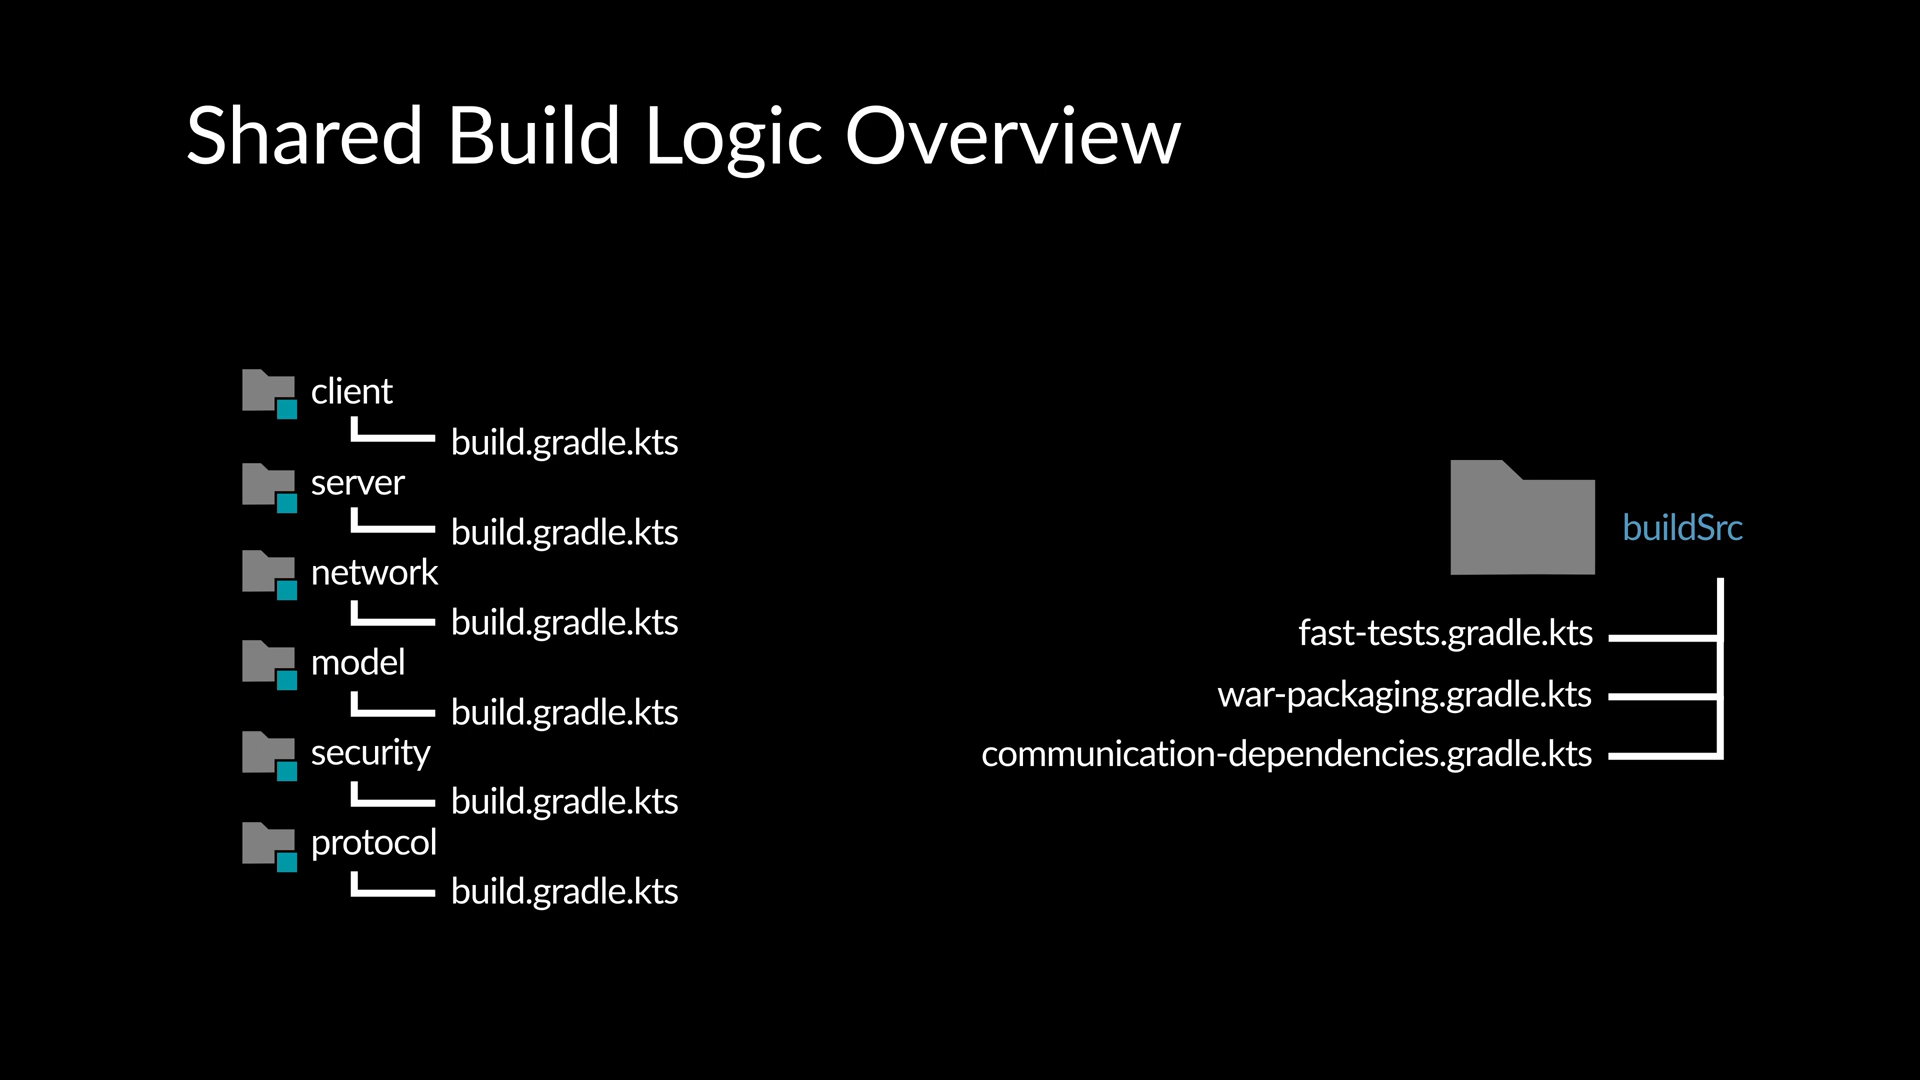 Shared Build Logic Overview
client
build.gradle.kts
server
build.gradle.kts
network
build.gradle.kts
model
build.gradle.kts
security
build.gradle.kts
protocol
build.gradle.kts
buildSrc
fast-tests.gradle.kts
war-packaging.gradle.kts
communication-dependencies.gradle.kts